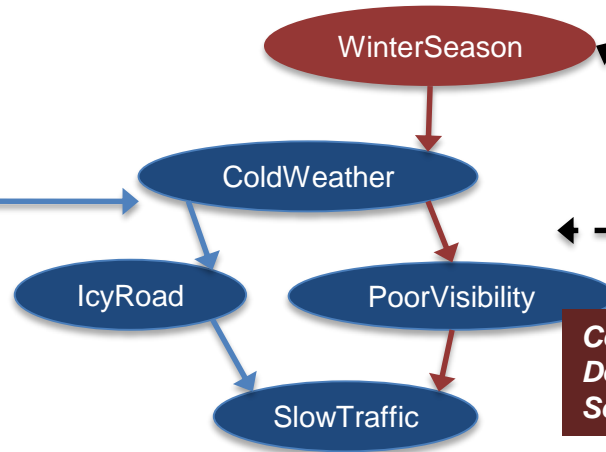 WinterSeason
ColdWeather
IcyRoad
PoorVisibility
SlowTraffic